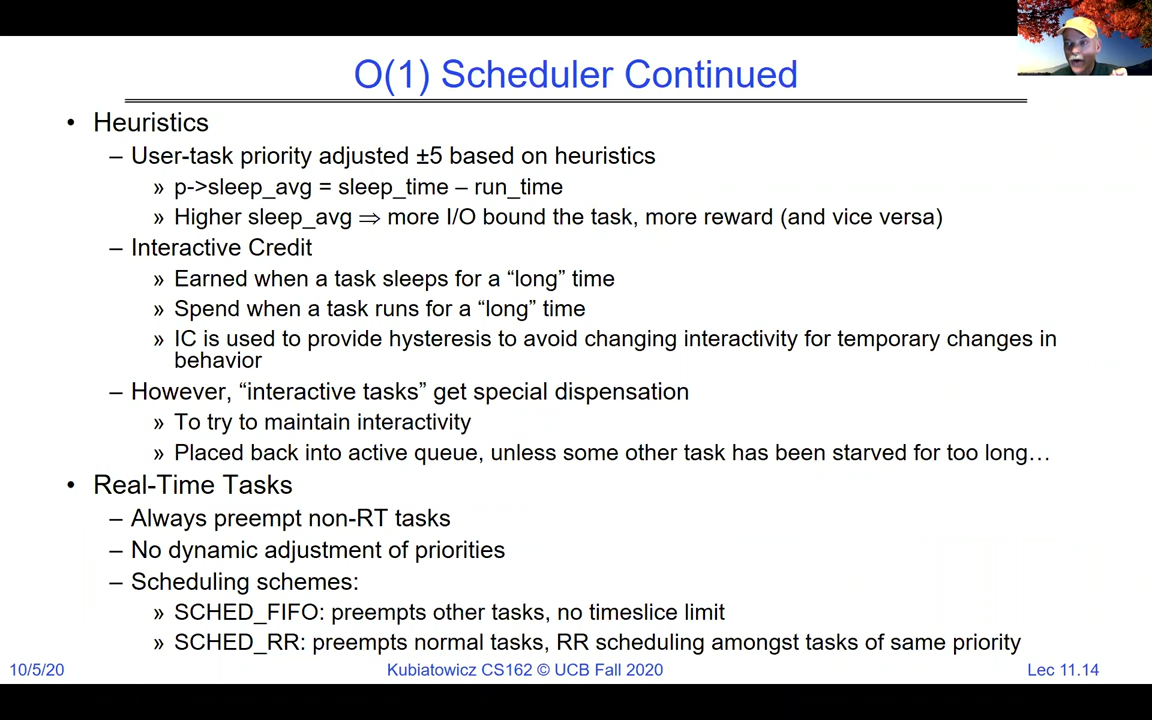 O(1) Scheduler Continued
• Heuristics
– User-task priority adjusted ±5 based on heuristics
» p->sleep_avg = sleep_time – run_time
» Higher sleep_avg ⇒ more I/O bound the task, more reward (and vice versa)
– Interactive Credit
» Earned when a task sleeps for a “long” time
» Spend when a task runs for a “long” time
» IC is used to provide hysteresis to avoid changing interactivity for temporary changes in
behavior
– However, “interactive tasks” get special dispensation
» To try to maintain interactivity
» Placed back into active queue, unless some other task has been starved for too long…
• Real-Time Tasks
– Always preempt non-RT tasks
– No dynamic adjustment of priorities
– Scheduling schemes:
» SCHED_FIFO: preempts other tasks, no timeslice limit
» SCHED_RR: preempts normal tasks, RR scheduling amongst tasks of same priority
10/5/20 Kubiatowicz CS162 © UCB Fall 2020 Lec 11.14